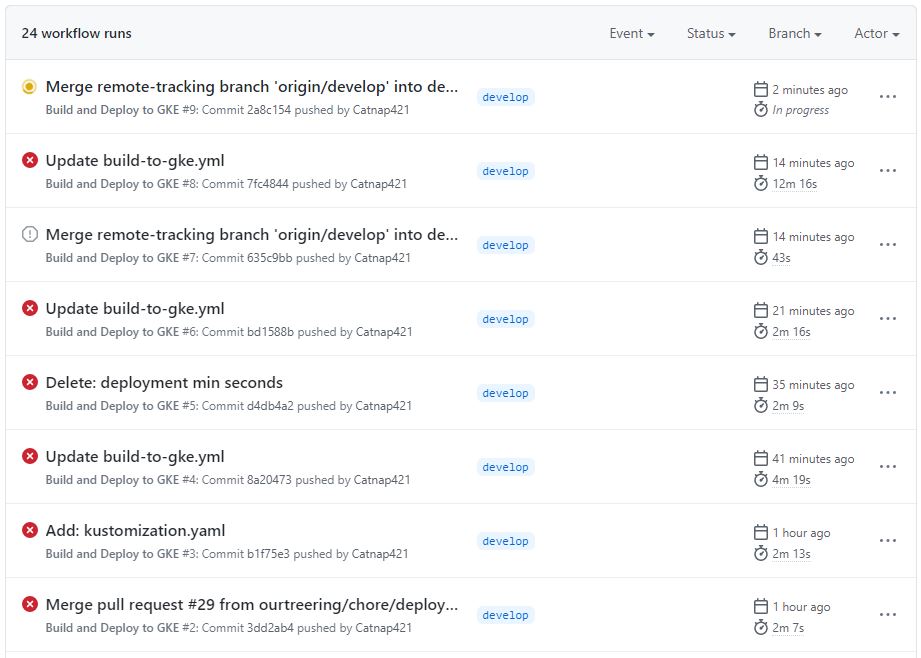 24 workflow runs Event Status Branch Actor
Merge remote-tracking branch 'origin/develop' into de... develop 2 minutes ago
Build and Deploy to GKE #9: Commit 2a8c154 pushed by Catnap421 In progress
Update build-to-gke.yml develop 14 minutes ago
Build and Deploy to GKE #8: Commit 7fc4844 pushed by Catnap421 12m 16s
Merge remote-tracking branch 'origin/develop' into de... develop 14 minutes ago
Build and Deploy to GKE #7: Commit 635c9bb pushed by Catnap421 43s
Update build-to-gke.yml develop 21 minutes ago
Build and Deploy to GKE #6: Commit bd1588b pushed by Catnap421 2m 16s
Delete: deployment min seconds develop 35 minutes ago
Build and Deploy to GKE #5: Commit d4db4a2 pushed by Catnap421 2m 9s
Update build-to-gke.yml develop 41 minutes ago
Build and Deploy to GKE #4: Commit 8a20473 pushed by Catnap421 4m 19s
Add: kustomization.yaml develop 1 hour ago
Build and Deploy to GKE #3: Commit b1f75e3 pushed by Catnap421 2m 13s
Merge pull request #29 from ourtreering/chore/deploy... develop 1 hour ago
Build and Deploy to GKE #2: Commit 3dd2ab4 pushed by Catnap421 2m 7s